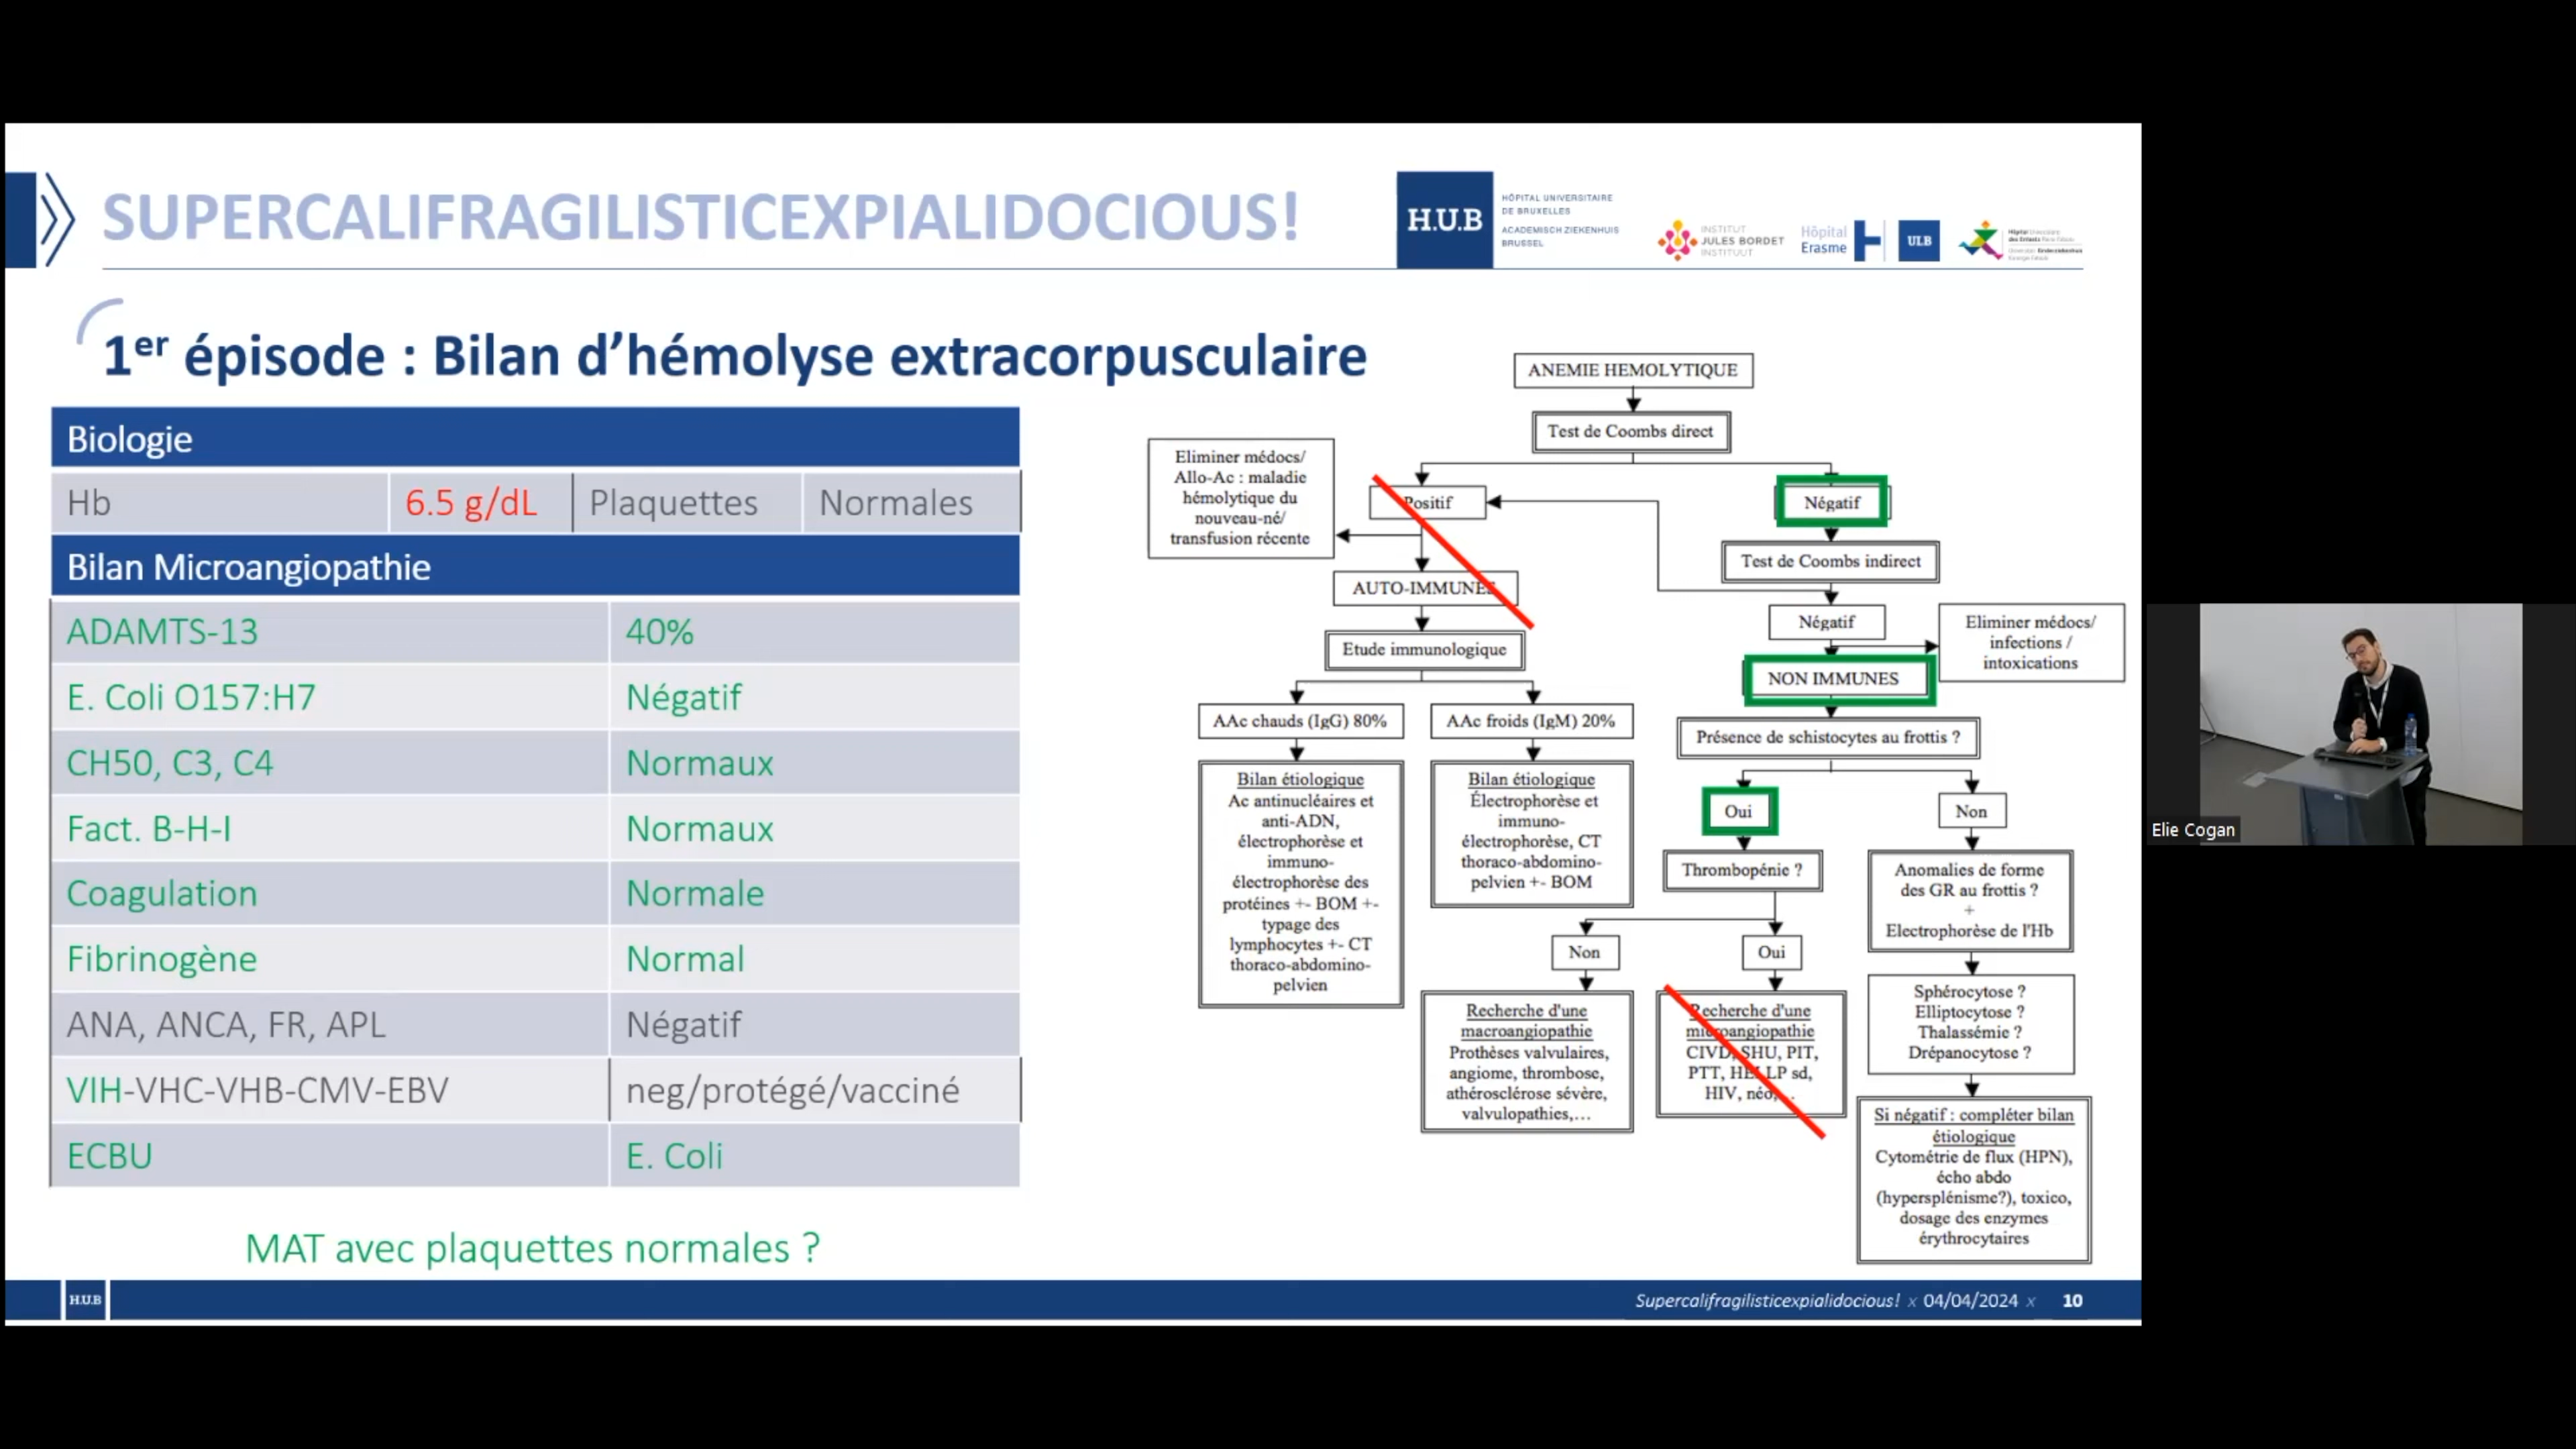 SUPERCALIFRAGILISTICEXPIALIDOCIOUS!
H.U.B
HÔPITAL UNIVERSITAIRE
DE BRUXELLES
ACADEMISCH ZIEKENHUIS
BRUSSEL
INSTITUT
JULES BORDET
INSTITUUT
Hôpital
Erasme
ULB
1er épisode : Bilan d’hémolyse extracorpusculaire
Biologie
Hb 6.5 g/dL Plaquettes Normales
Bilan Microangiopathie
ADAMTS-13 40%
E. Coli O157:H7 Négatif
CH50, C3, C4 Normaux
Fact. B-H-I Normaux
Coagulation Normale
Fibrinogène Normal
ANA, ANCA, FR, APL Négatif
VIH-VHC-VHB-CMV-EBV neg/protégé/vacciné
ECBU E. Coli
MAT avec plaquettes normales ?
ANEMIE HEMOLYTIQUE
Test de Coombs direct
Eliminer médocs/
Allo-Ac : maladie
hémolytique du
nouveau-né/
transfusion récente
Positif
Négatif
AUTO-IMMUNES
Test de Coombs indirect
Négatif
Eliminer médocs/
infections /
intoxications
Etude immunologique
NON IMMUNES
AAc chauds (IgG) 80%
AAc froids (IgM) 20%
Présence de schistocytes au frottis ?
Bilan étiologique
Ac antinucléaires et
anti-ADN,
électrophorèse et
immuno-
électrophorèse des
protéines +- BOM +-
typage des
lymphocytes +- CT
thoraco-abdomino-
pelvien
Bilan étiologique
Électrophorèse et
immuno-
électrophorèse, CT
thoraco-abdomino-
pelvien +- BOM
Oui
Non
Thrombopénie ?
Anomalies de forme
des GR au frottis ?
+
Electrophorèse de l'Hb
Non
Oui
Recherche d'une
macroangiopathie
Prothèses valvulaires,
angiome, thrombose,
athérosclérose sévère,
valvulopathies,…
Recherche d'une
microangiopathie
CIVD, SHU, PIT,
PTT, HELLP sd,
HIV, néo,…
Sphérocytose ?
Elliptocytose ?
Thalassémie ?
Drépanocytose ?
Si négatif : compléter bilan
étiologique
Cytométrie de flux (HPN),
écho abdo
(hypersplénisme?), toxico,
dosage des enzymes
érythrocytaires
H.U.B
Supercalifragilisticexpialidocious! x 04/04/2024 x 10
Elie Cogan